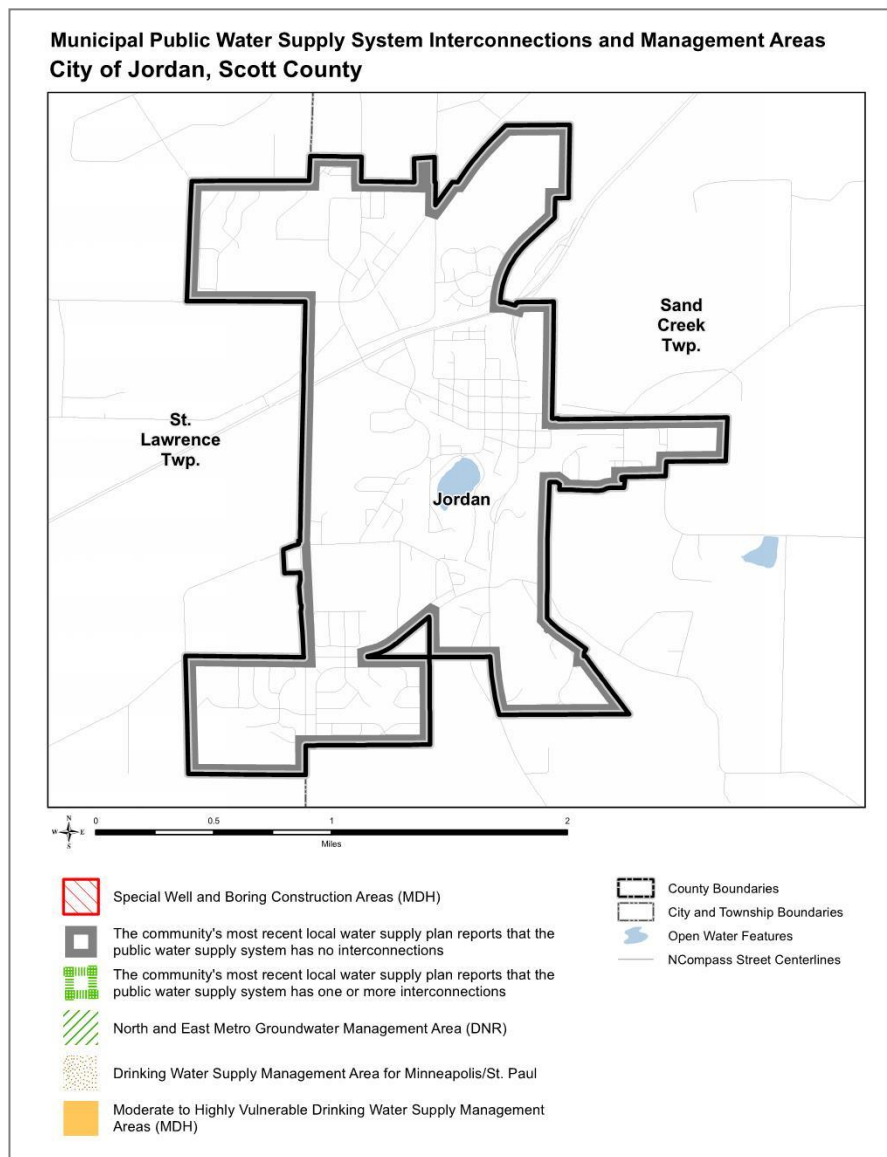 Municipal Public Water Supply System Interconnections and Management Areas
City of Jordan, Scott County
Sand
Creek
Twp.
St.
Lawrence
Twp.
Jordan
N
W E
S
0 0.5 1 2
Miles
Special Well and Boring Construction Areas (MDH)
The community's most recent local water supply plan reports that the
public water supply system has no interconnections
The community's most recent local water supply plan reports that the
public water supply system has one or more interconnections
North and East Metro Groundwater Management Area (DNR)
Drinking Water Supply Management Area for Minneapolis/St. Paul
Moderate to Highly Vulnerable Drinking Water Supply Management
Areas (MDH)
County Boundaries
City and Township Boundaries
Open Water Features
NCompass Street Centerlines